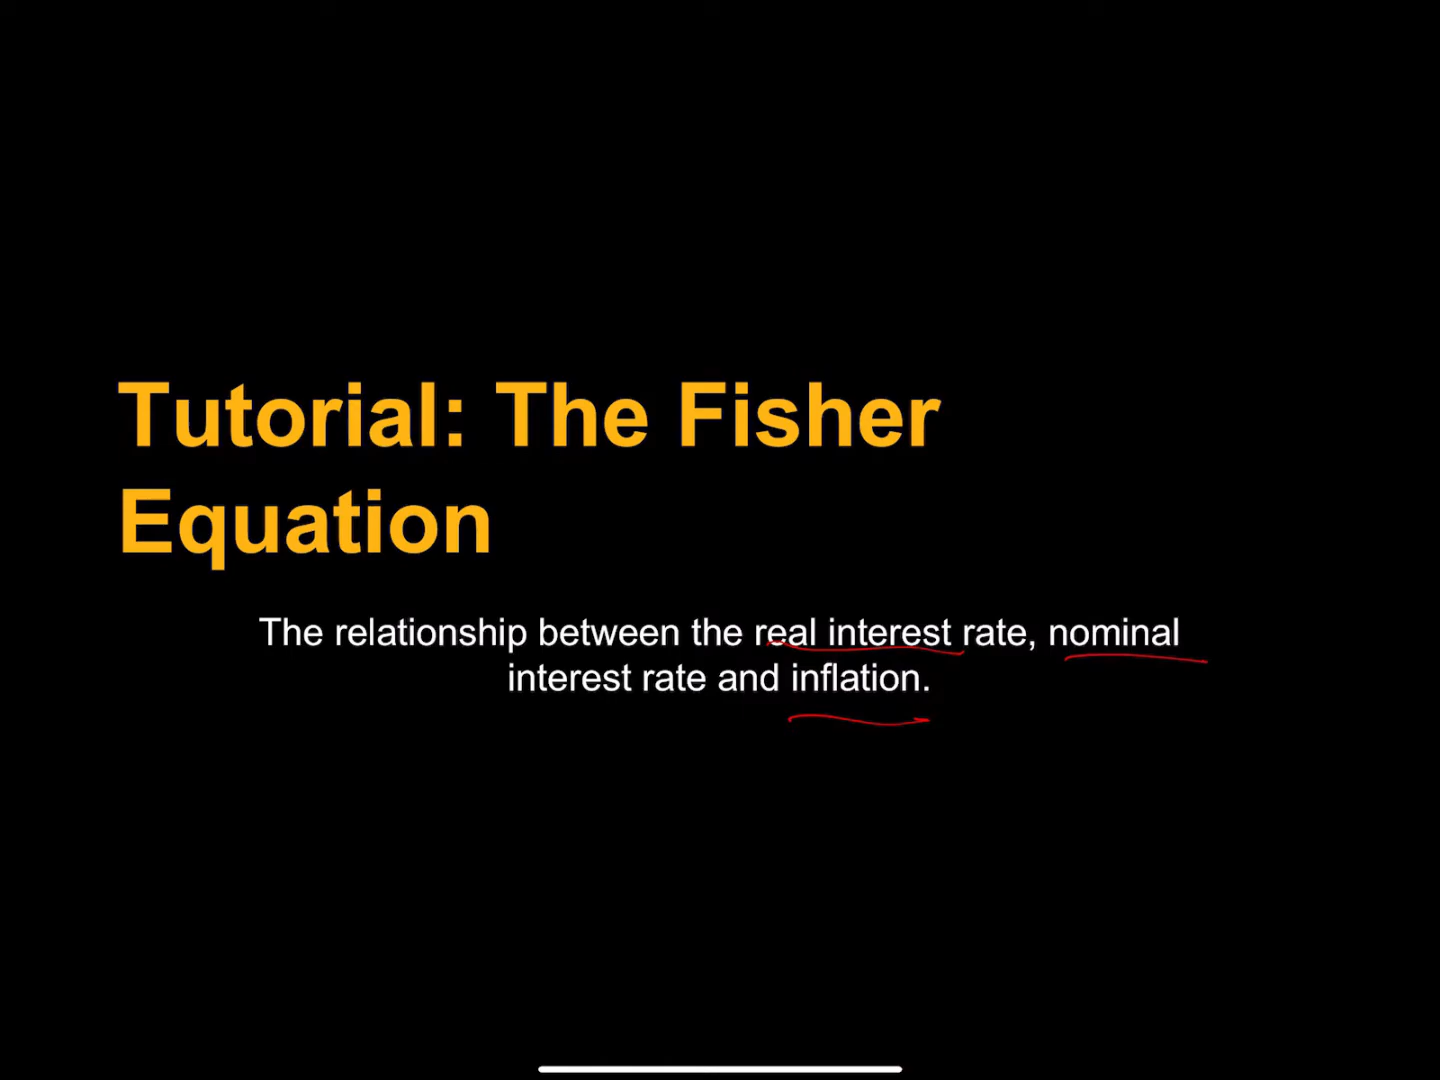 Tutorial: The Fisher
Equation
The relationship between the real interest rate, nominal
interest rate and inflation.